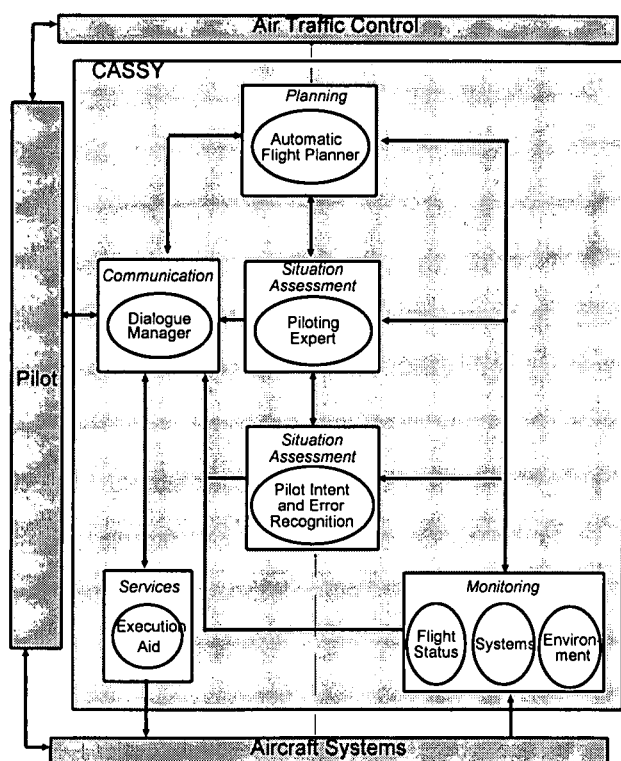 Air Traffic Control
CASSY
Planning
Automatic
Flight Planner
Communication
Dialogue
Manager
Situation
Assessment
Piloting
Expert
Pilot
Situation
Assessment
Pilot Intent
and Error
Recognition
Services
Execution
Aid
Monitoring
Flight
Status
Systems
Environ-
ment
Aircraft Systems